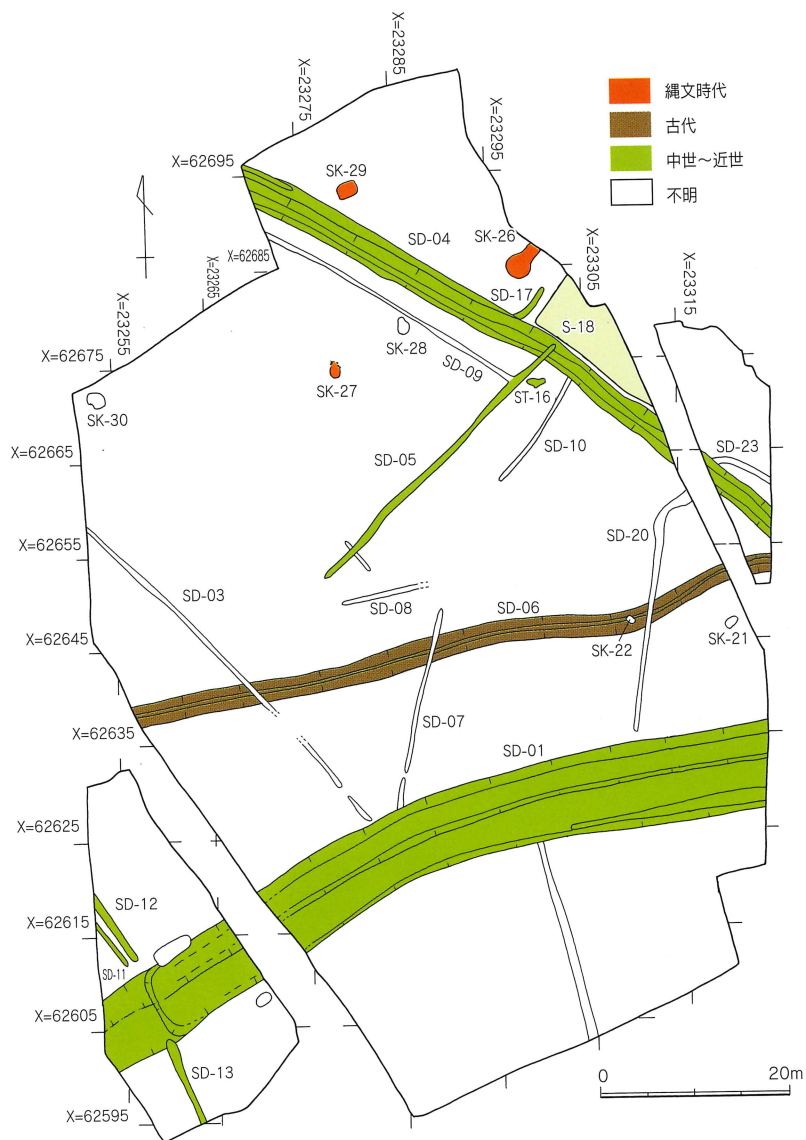 X=23285
X=23275
X=23295
縄文時代
古代
中世～近世
不明
X=62695
SK-29
SD-04
SK-26
X=62685
X=23305
X=23265
SD-17
X=23315
S-18
X=23255
X=62675
SK-28
SD-09
SK-27
ST-16
SK-30
SD-10
SD-23
X=62665
SD-05
X=62655
SD-20
SD-03
SD-08
SD-06
X=62645
SK-22
SK-21
X=62635
SD-07
SD-01
X=62625
SD-12
X=62615
SD-11
X=62605
SD-13
X=62595
0
20m